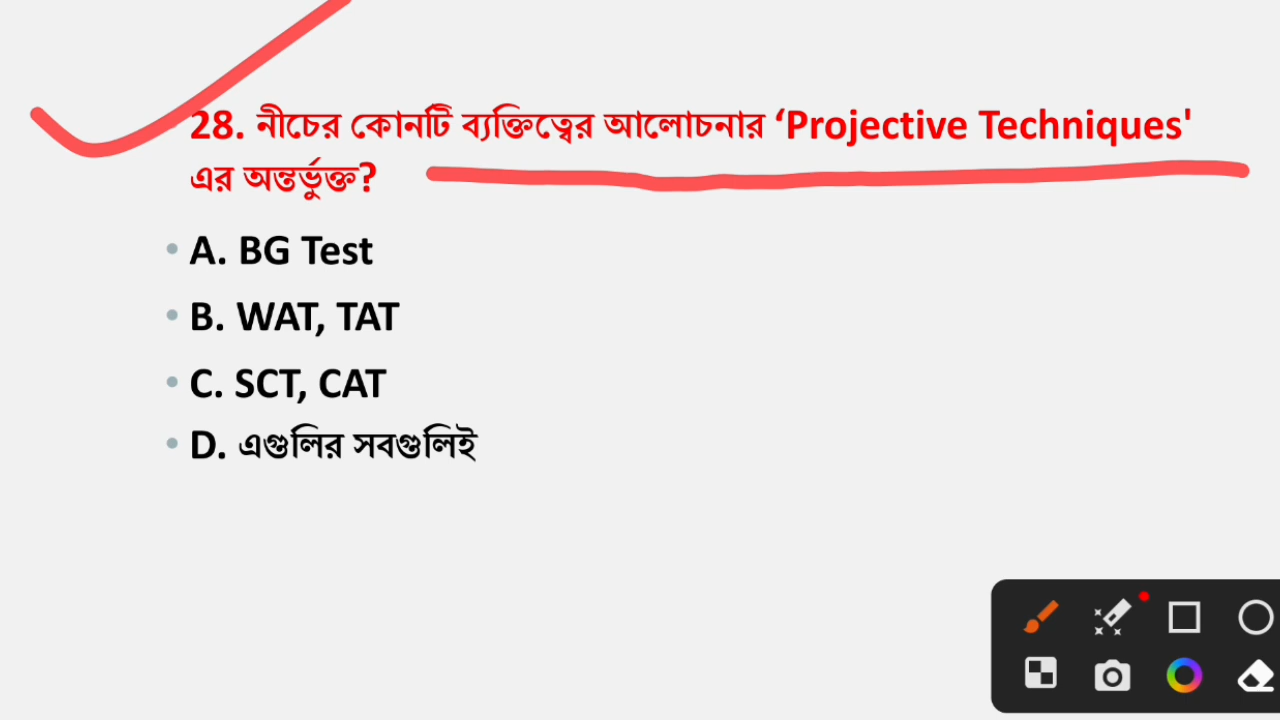 28. নীচের কোনটি ব্যক্তিত্বের আলোচনার ‘Projective Techniques'
এর অন্তর্ভুক্ত?
• A. BG Test
• B. WAT, TAT
• C. SCT, CAT
• D. এগুলির সবগুলিই